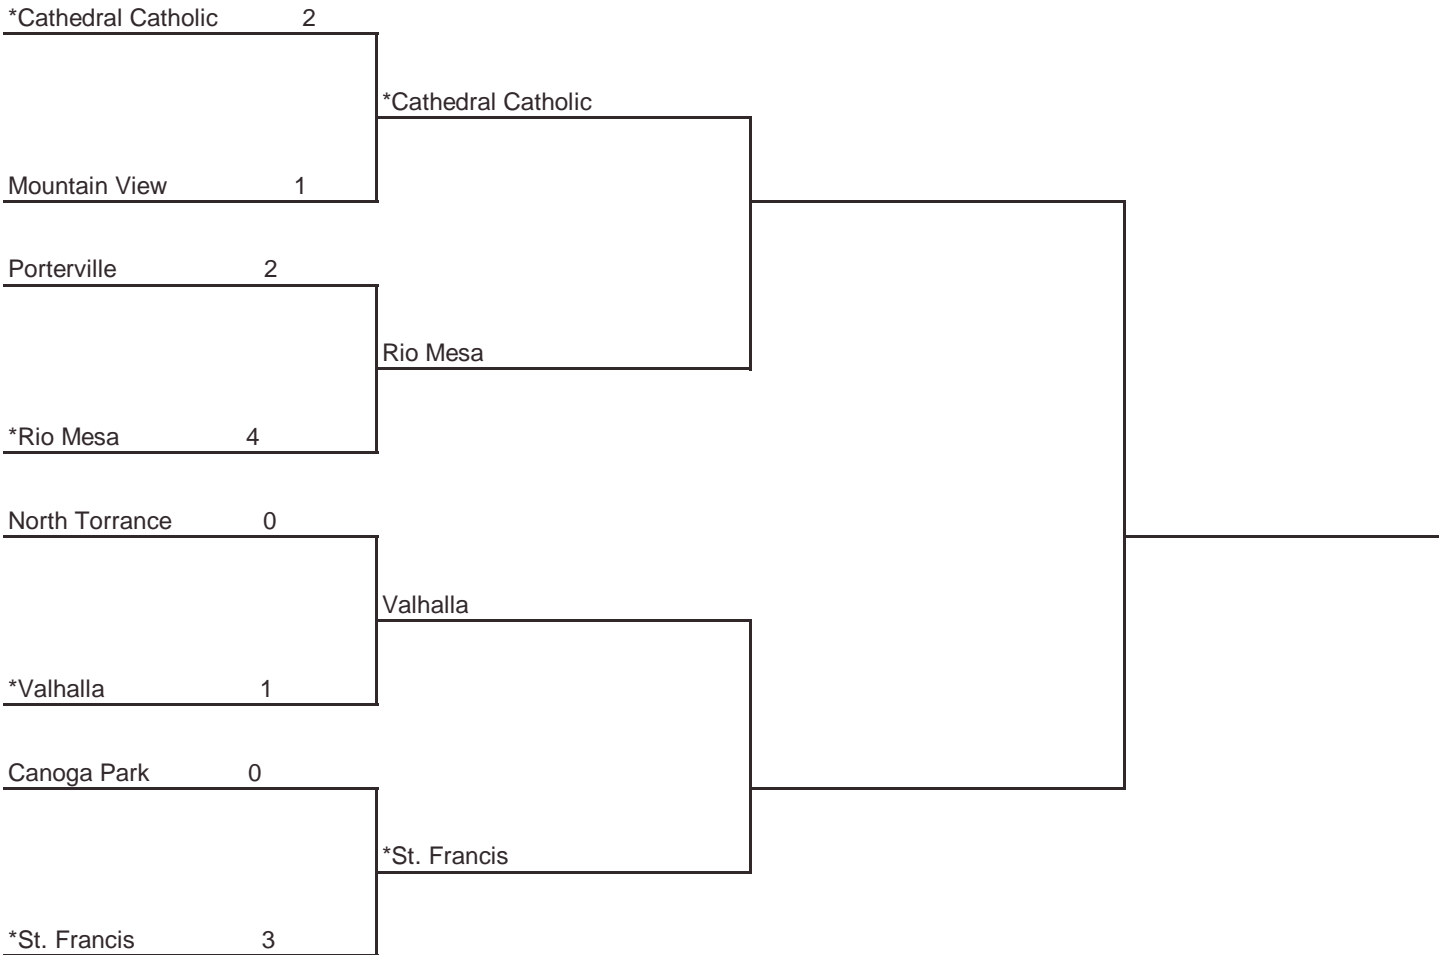 *Cathedral Catholic 2
*Cathedral Catholic
Mountain View 1
Porterville 2
Rio Mesa
*Rio Mesa 4
North Torrance 0
Valhalla
*Valhalla 1
Canoga Park 0
*St. Francis
*St. Francis 3